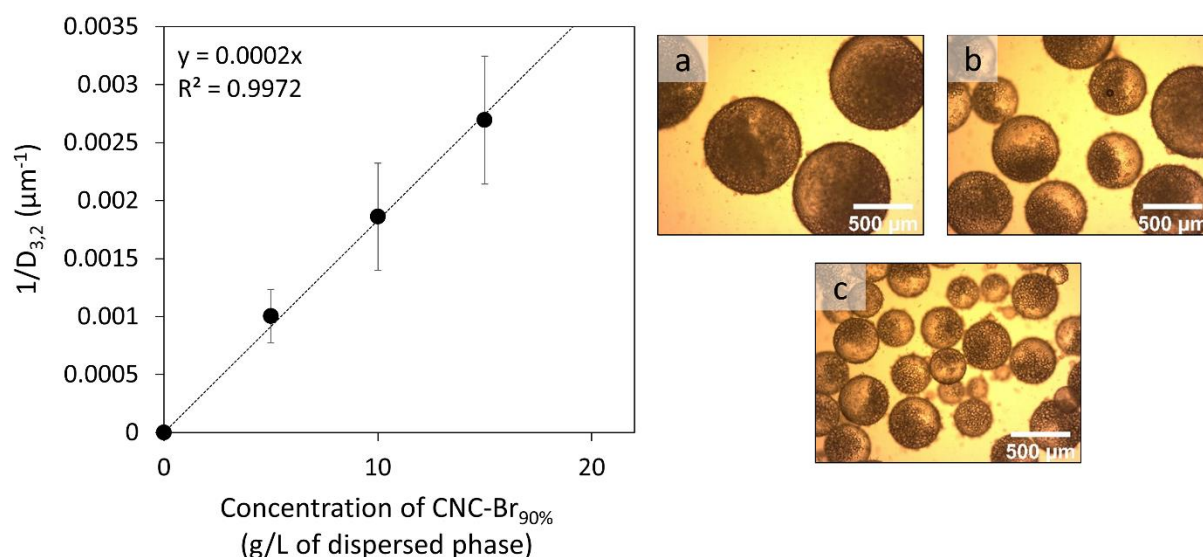 0.0035
y = 0.0002x
R² = 0.9972
0.003
0.0025
0.002
0.0015
0.001
0.0005
0
1/D₃,₂ (µm⁻¹)
0
10
20
Concentration of CNC-Br₉₀%
(g/L of dispersed phase)
a
500 µm
b
500 µm
c
500 µm